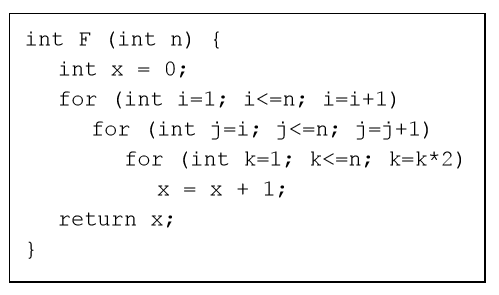 int F (int n) {
int x = 0;
for (int i=1; i<=n; i=i+1)
for (int j=i; j<=n; j=j+1)
for (int k=1; k<=n; k=k*2)
x = x + 1;
return x;
}